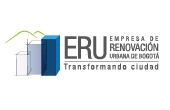 ERU EMPRESA DE
RENOVACIÓN
URBANA DE BOGOTÁ
Transformando ciudad